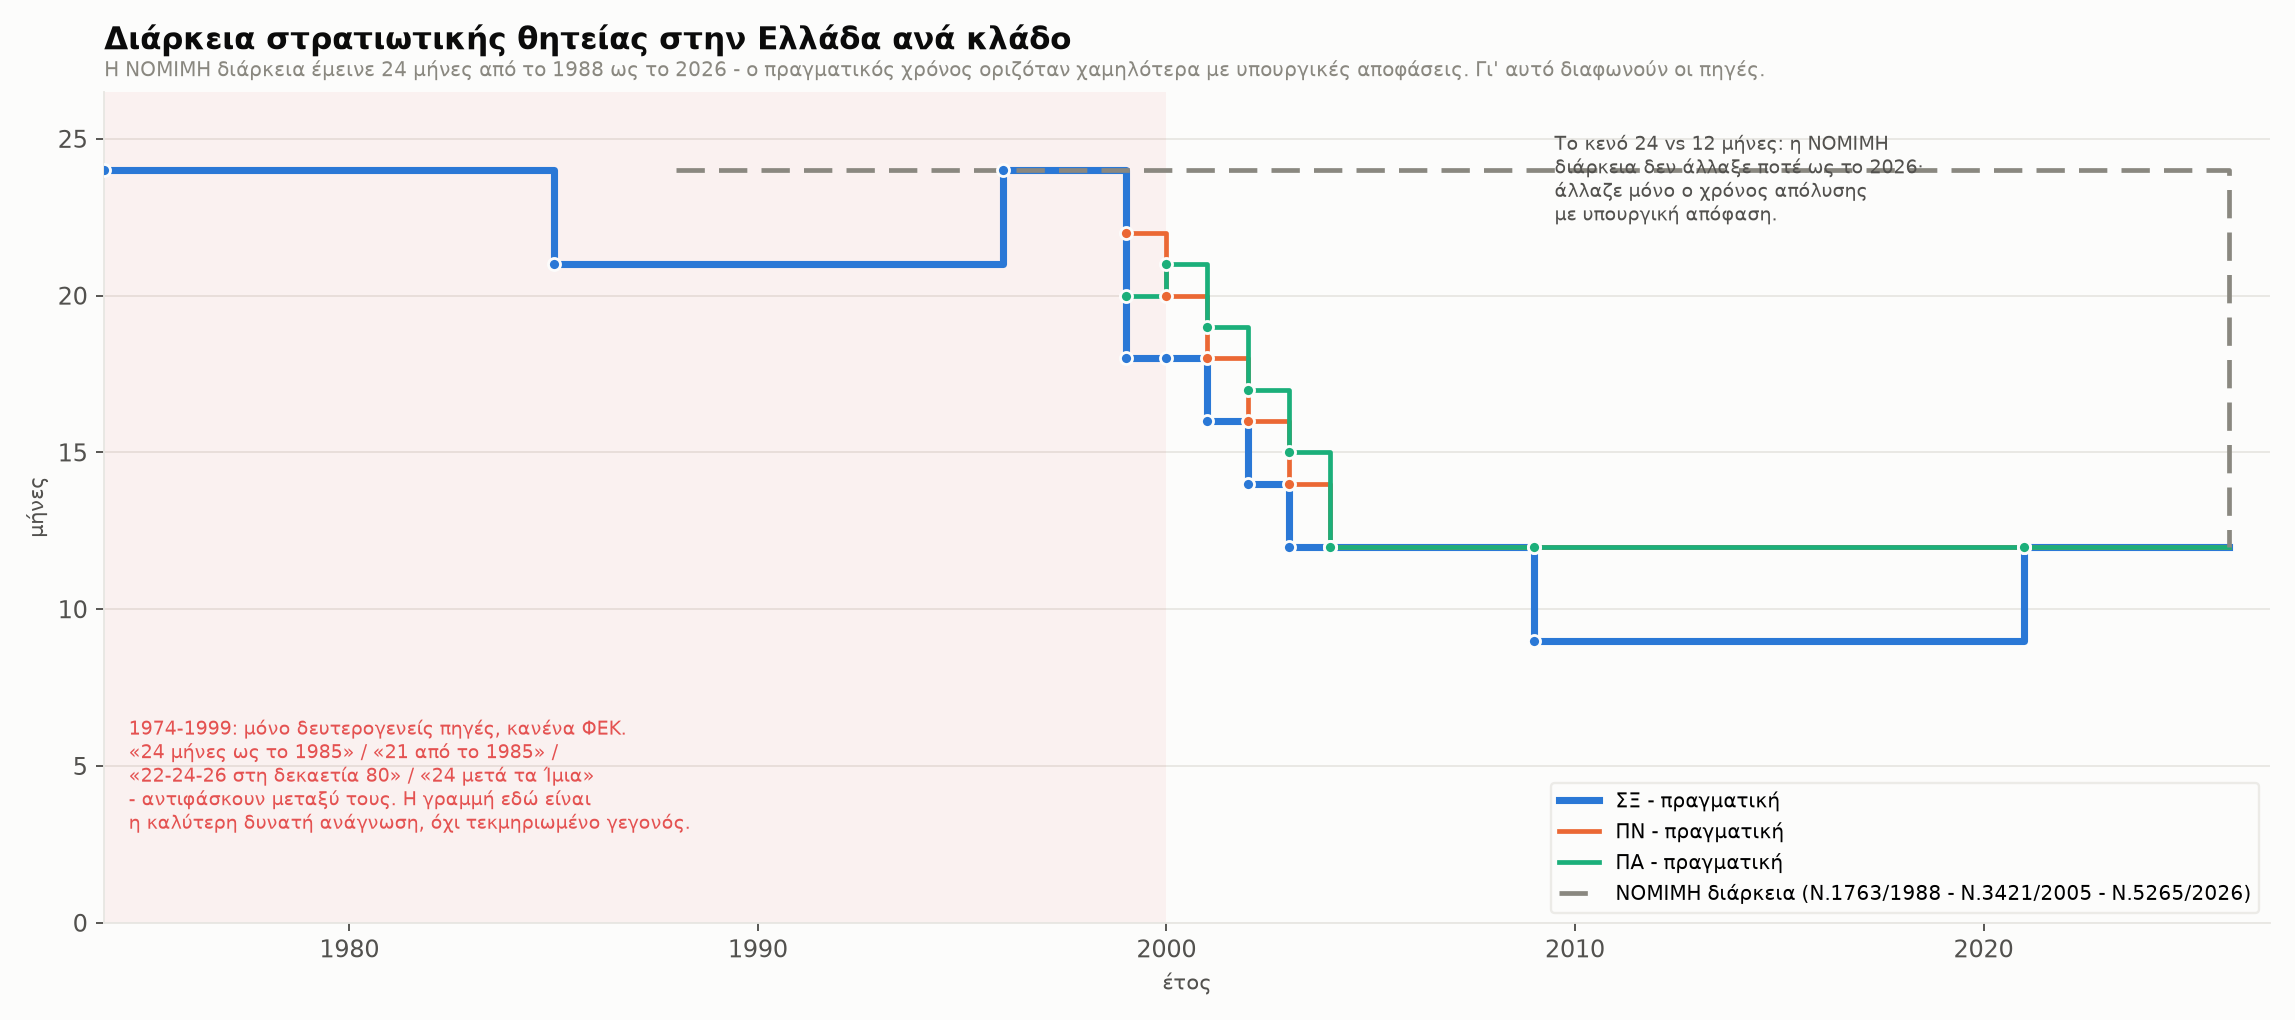 Διάρκεια στρατιωτικής θητείας στην Ελλάδα ανά κλάδο
Η ΝΟΜΙΜΗ διάρκεια έμεινε 24 μήνες από το 1988 ως το 2026 - ο πραγματικός χρόνος οριζόταν χαμηλότερα με υπουργικές αποφάσεις. Γι' αυτό διαφωνούν οι πηγές.
25
20
15
10
5
0
μήνες
Το κενό 24 vs 12 μήνες: η ΝΟΜΙΜΗ
διάρκεια δεν άλλαξε ποτέ ως το 2026·
άλλαζε μόνο ο χρόνος απόλυσης
με υπουργική απόφαση.
1974-1999: μόνο δευτερογενείς πηγές, κανένα ΦΕΚ.
«24 μήνες ως το 1985» / «21 από το 1985» /
«22-24-26 στη δεκαετία 80» / «24 μετά τα Ίμια»
- αντιφάσκουν μεταξύ τους. Η γραμμή εδώ είναι
η καλύτερη δυνατή ανάγνωση, όχι τεκμηριωμένο γεγονός.
ΣΞ - πραγματική
ΠΝ - πραγματική
ΠΑ - πραγματική
ΝΟΜΙΜΗ διάρκεια (Ν.1763/1988 - Ν.3421/2005 - Ν.5265/2026)
1980
1990
2000
2010
2020
έτος